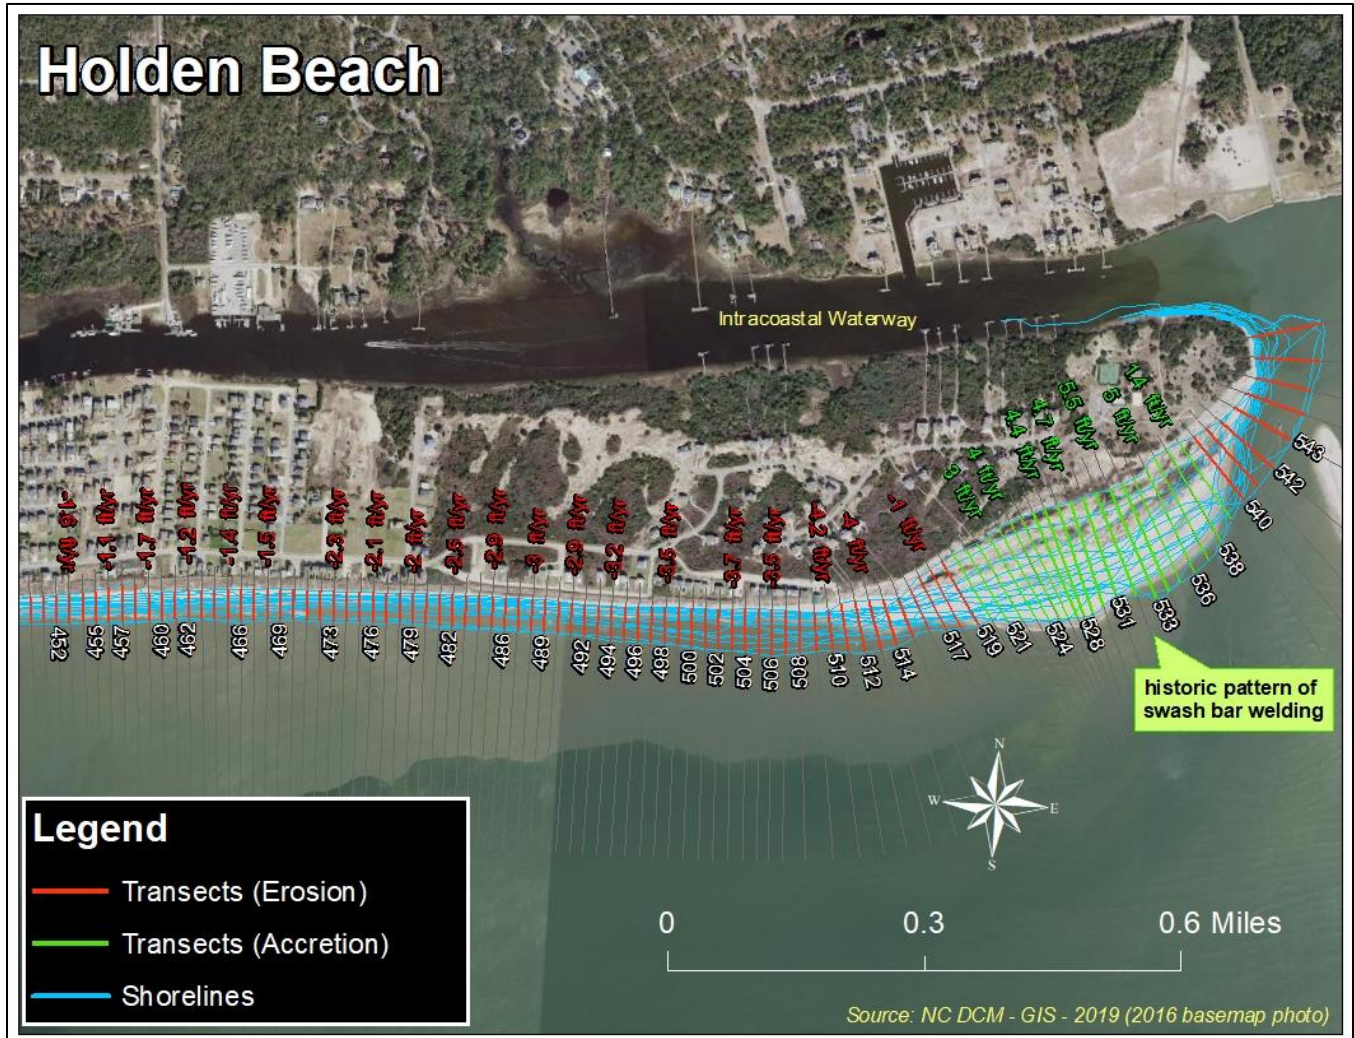 Holden Beach
Intracoastal Waterway
-1.6 ft/yr
-1.1 ft/yr
-1.7 ft/yr
-1.2 ft/yr
-1.4 ft/yr
-1.5 ft/yr
-2.3 ft/yr
-2.1 ft/yr
-2 ft/yr
-2.5 ft/yr
-2.9 ft/yr
-3 ft/yr
-2.9 ft/yr
-3.2 ft/yr
-3.5 ft/yr
-3.7 ft/yr
-3.5 ft/yr
-4.2 ft/yr
-4 ft/yr
-1 ft/yr
3 ft/yr
4 ft/yr
4.4 ft/yr
4.7 ft/yr
5.5 ft/yr
5 ft/yr
14 ft/yr
452
455
457
460
462
466
469
473
476
479
482
486
489
492
494
496
498
500
502
504
506
508
510
512
514
517
519
521
524
528
531
533
536
538
540
542
543
historic pattern of
swash bar welding
N
W
E
S
Legend
Transects (Erosion)
Transects (Accretion)
Shorelines
0 0.3 0.6 Miles
Source: NC DCM - GIS - 2019 (2016 basemap photo)